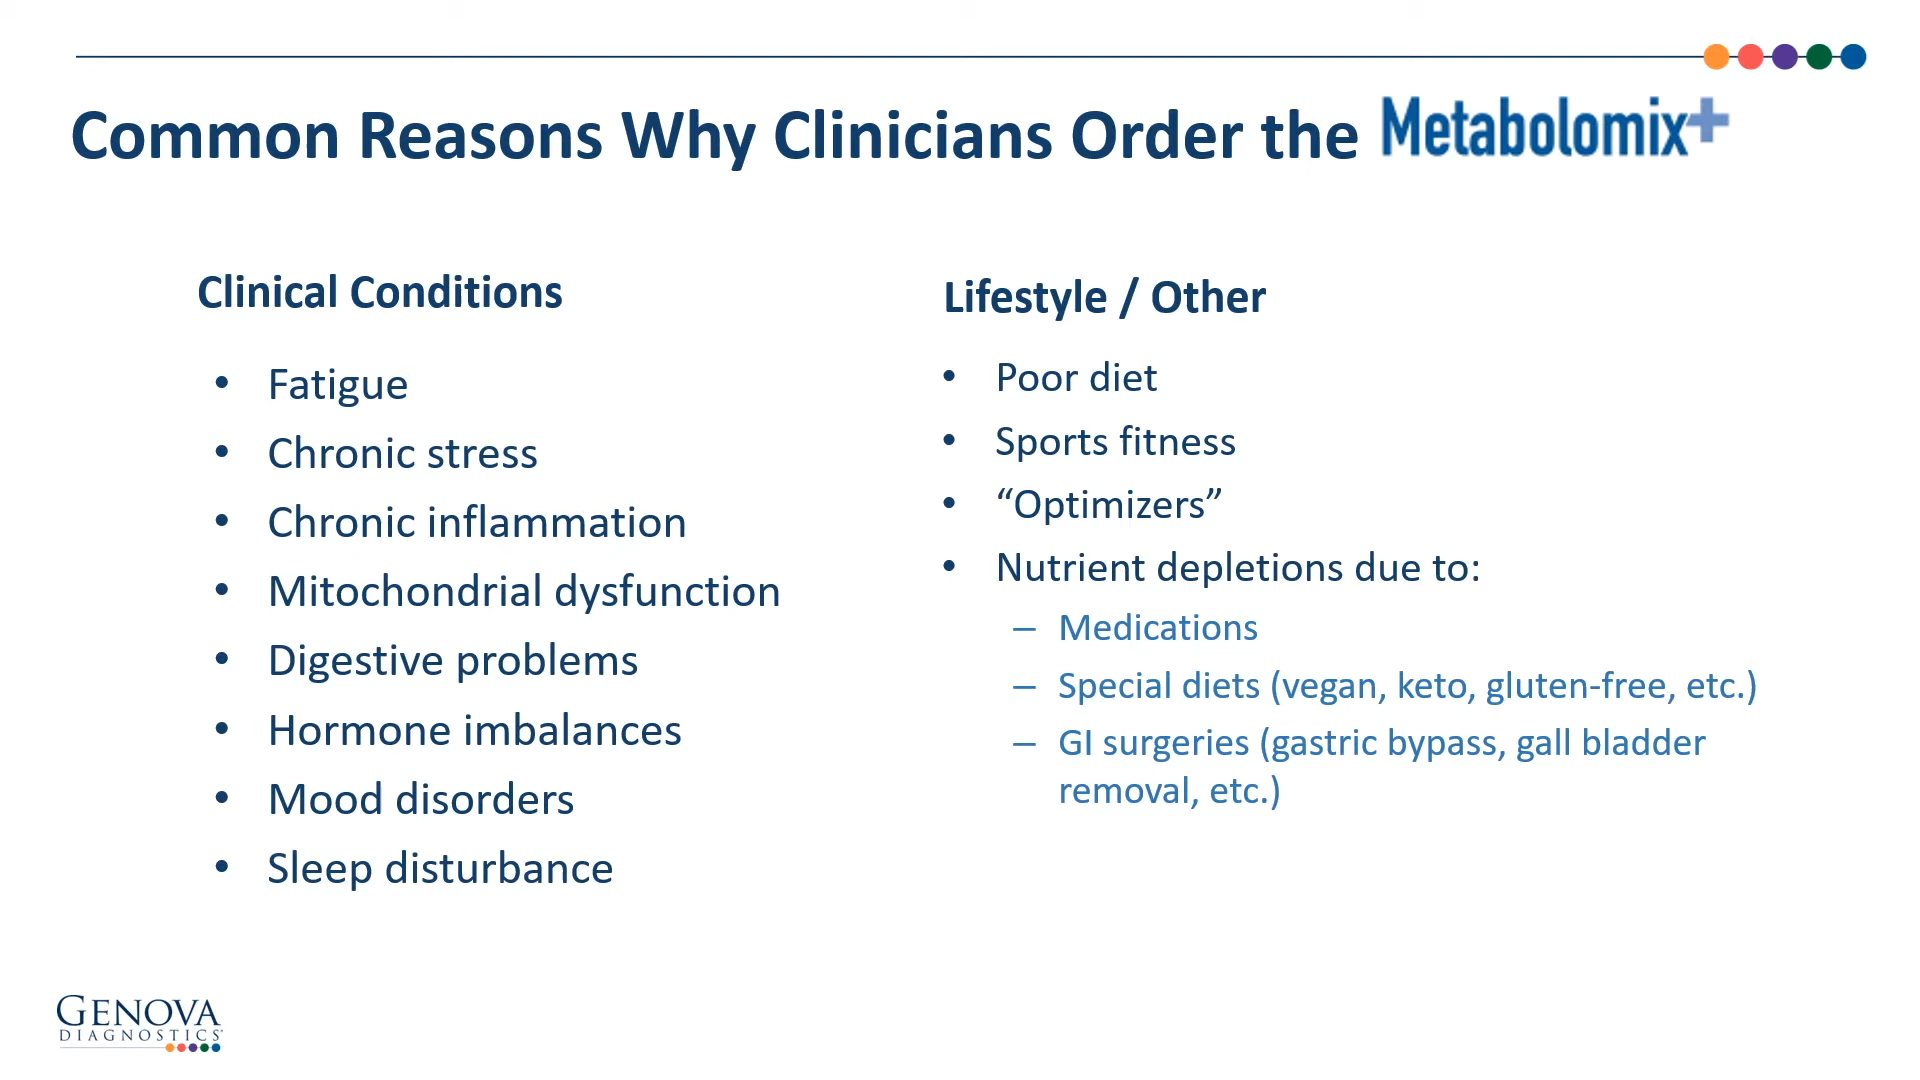 Common Reasons Why Clinicians Order the Metabolomix+
Clinical Conditions
• Fatigue
• Chronic stress
• Chronic inflammation
• Mitochondrial dysfunction
• Digestive problems
• Hormone imbalances
• Mood disorders
• Sleep disturbance
Lifestyle / Other
• Poor diet
• Sports fitness
• “Optimizers”
• Nutrient depletions due to:
– Medications
– Special diets (vegan, keto, gluten-free, etc.)
– GI surgeries (gastric bypass, gall bladder
removal, etc.)
GENOVA
DIAGNOSTICS